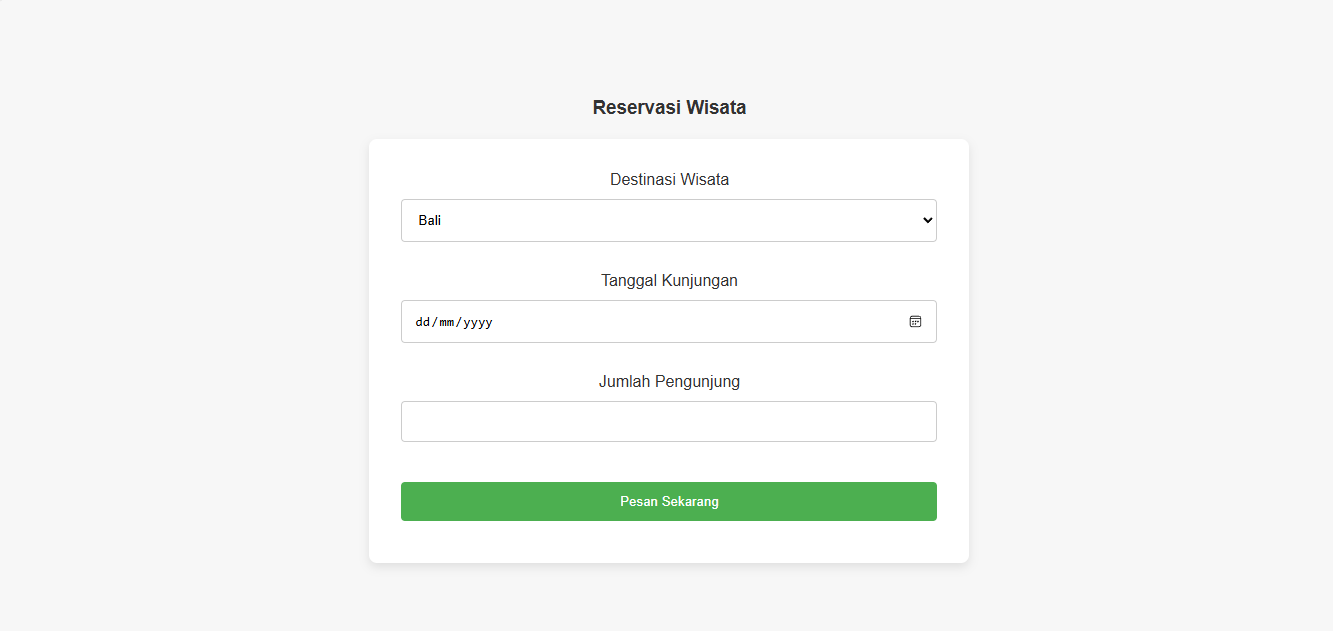 Reservasi Wisata
Destinasi Wisata
Bali
Tanggal Kunjungan
dd/mm/yyyy
Jumlah Pengunjung
Pesan Sekarang